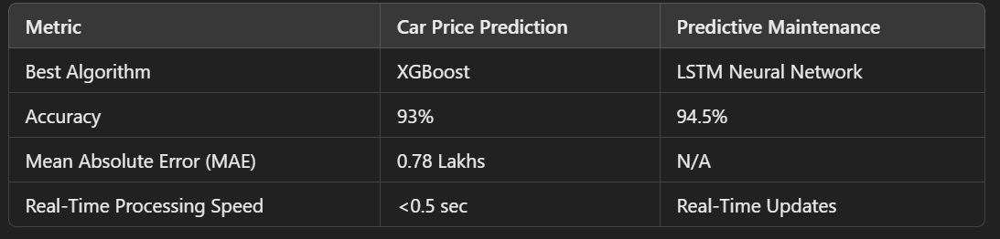 Metric Car Price Prediction Predictive Maintenance
Best Algorithm XGBoost LSTM Neural Network
Accuracy 93% 94.5%
Mean Absolute Error (MAE) 0.78 Lakhs N/A
Real-Time Processing Speed <0.5 sec Real-Time Updates